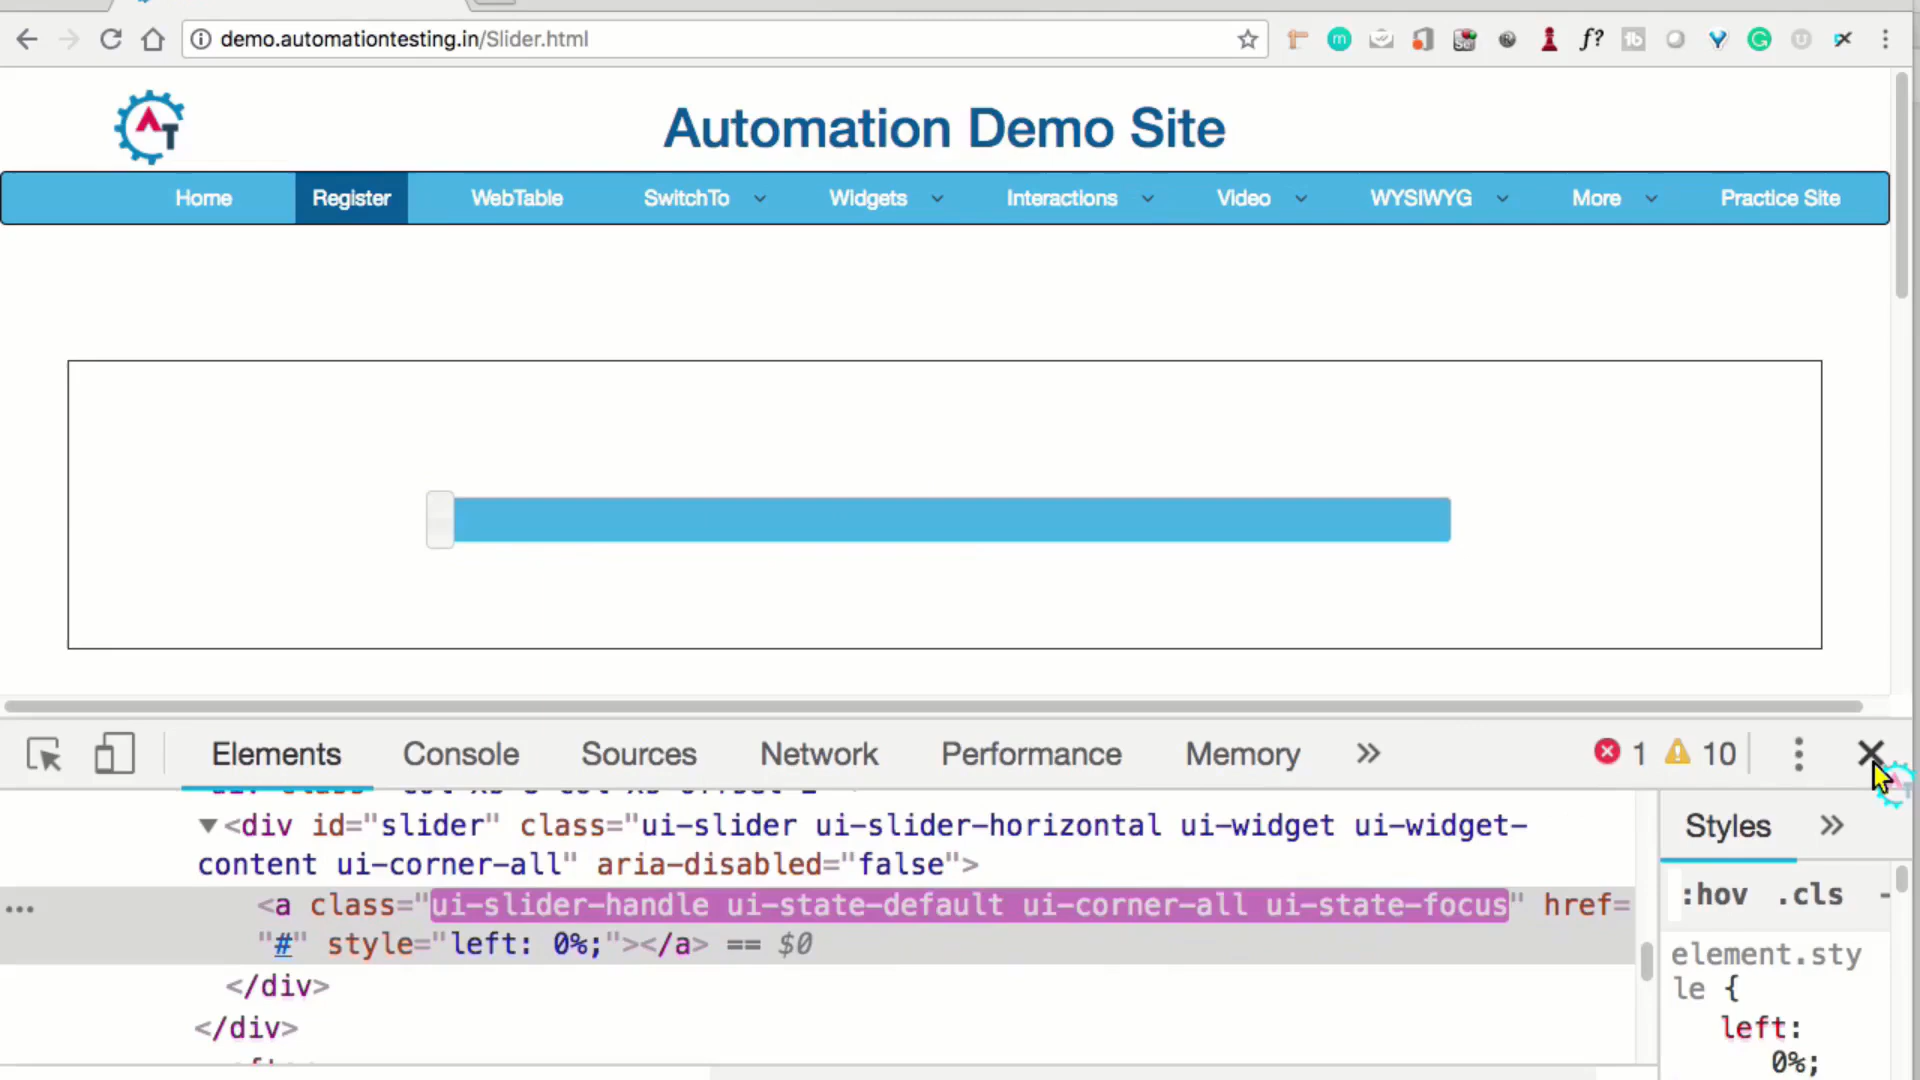 demo.automationtesting.in/Slider.html
AT
Automation Demo Site
Home Register WebTable SwitchTo Widgets Interactions Video WYSIWYG More Practice Site
Elements Console Sources Network Performance Memory » 1 10
<div id="slider" class="ui-slider ui-slider-horizontal ui-widget ui-widget-
content ui-corner-all" aria-disabled="false">
<a class="ui-slider-handle ui-state-default ui-corner-all ui-state-focus" href=
"#" style="left: 0%;"></a> == $0
</div>
</div>
Styles »
:hov .cls
element.sty
le {
left:
0%;